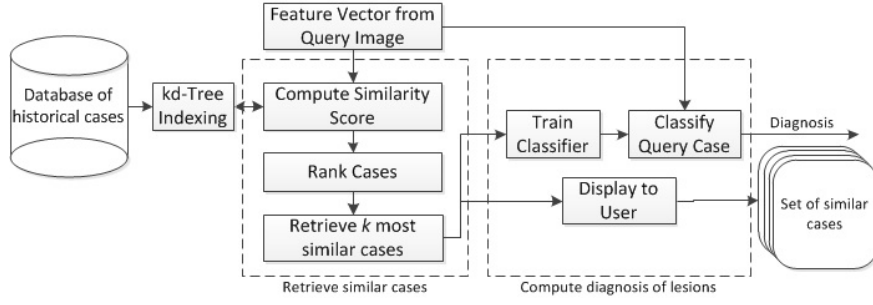 Feature Vector from
Query Image
Database of
historical cases
kd-Tree
Indexing
Compute Similarity
Score
Rank Cases
Retrieve k most
similar cases
Retrieve similar cases
Train
Classifier
Classify
Query Case
Diagnosis
Display to
User
Set of similar
cases
Compute diagnosis of lesions